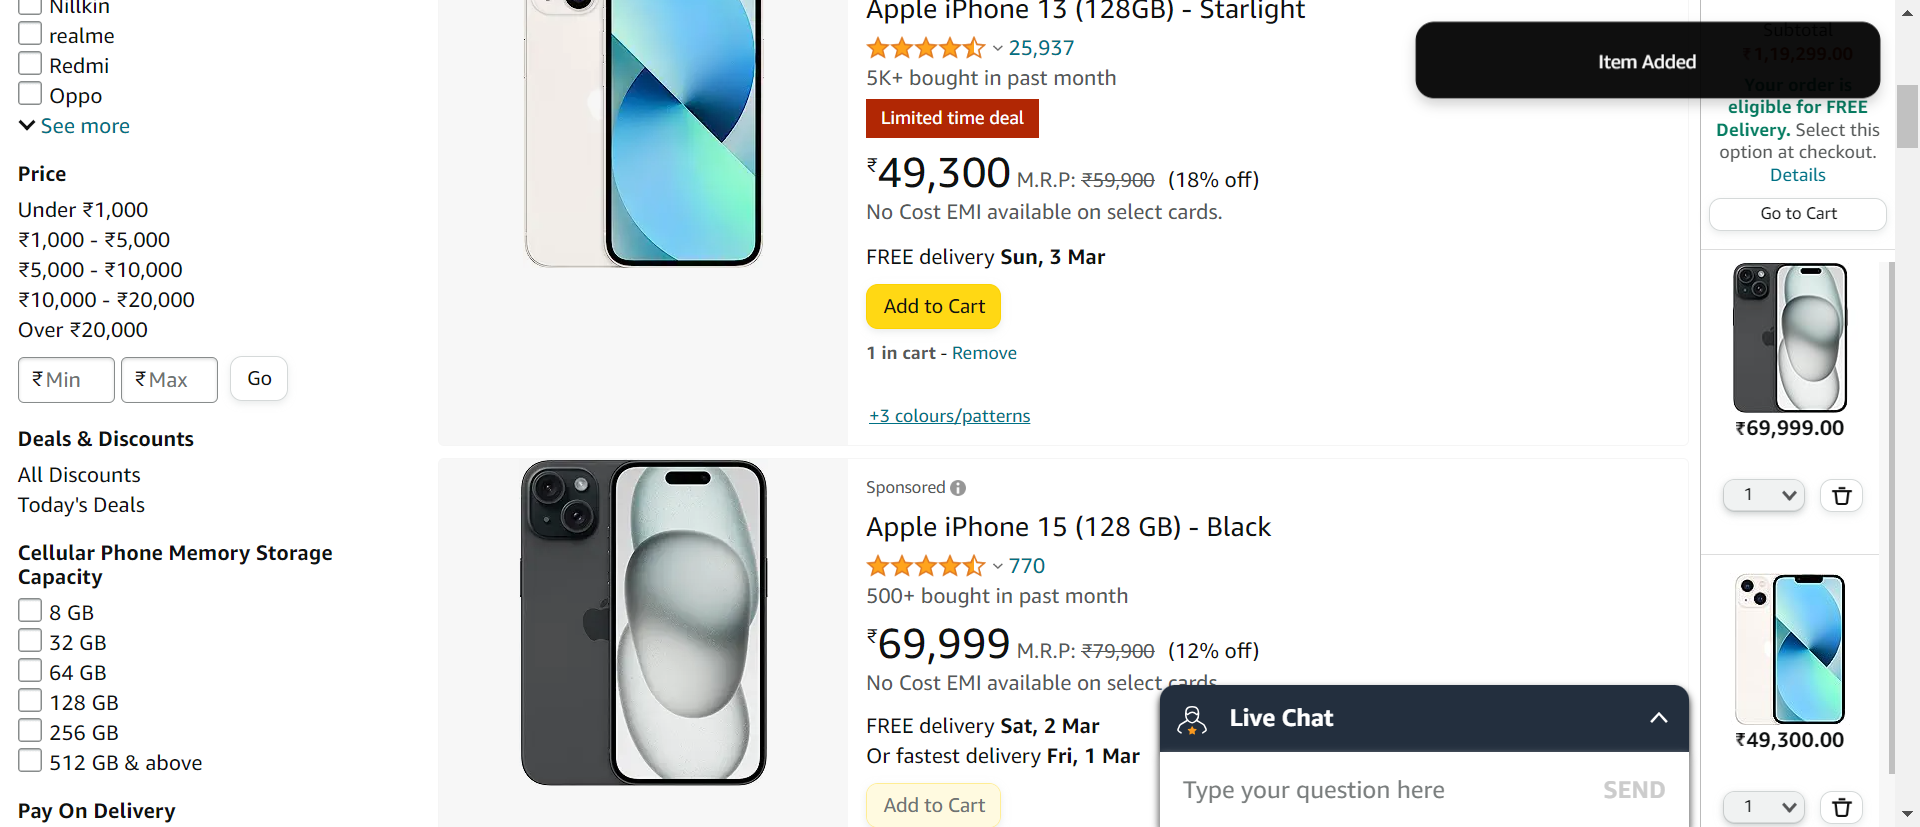 Nillkin
realme
Redmi
Oppo
See more
Price
Under ₹1,000
₹1,000 - ₹5,000
₹5,000 - ₹10,000
₹10,000 - ₹20,000
Over ₹20,000
₹ Min
₹ Max
Go
Deals & Discounts
All Discounts
Today's Deals
Cellular Phone Memory Storage
Capacity
8 GB
32 GB
64 GB
128 GB
256 GB
512 GB & above
Pay On Delivery
Apple iPhone 13 (128GB) - Starlight
25,937
5K+ bought in past month
Limited time deal
₹49,300 M.R.P: ₹59,900 (18% off)
No Cost EMI available on select cards.
FREE delivery Sun, 3 Mar
Add to Cart
1 in cart - Remove
+3 colours/patterns
Sponsored
Apple iPhone 15 (128 GB) - Black
770
500+ bought in past month
₹69,999 M.R.P: ₹79,900 (12% off)
No Cost EMI available on select cards.
FREE delivery Sat, 2 Mar
Or fastest delivery Fri, 1 Mar
Add to Cart
Live Chat
Type your question here
SEND
Item Added
Subtotal
₹1,19,299.00
Your order is
eligible for FREE
Delivery. Select this
option at checkout.
Details
Go to Cart
₹69,999.00
1
₹49,300.00
1